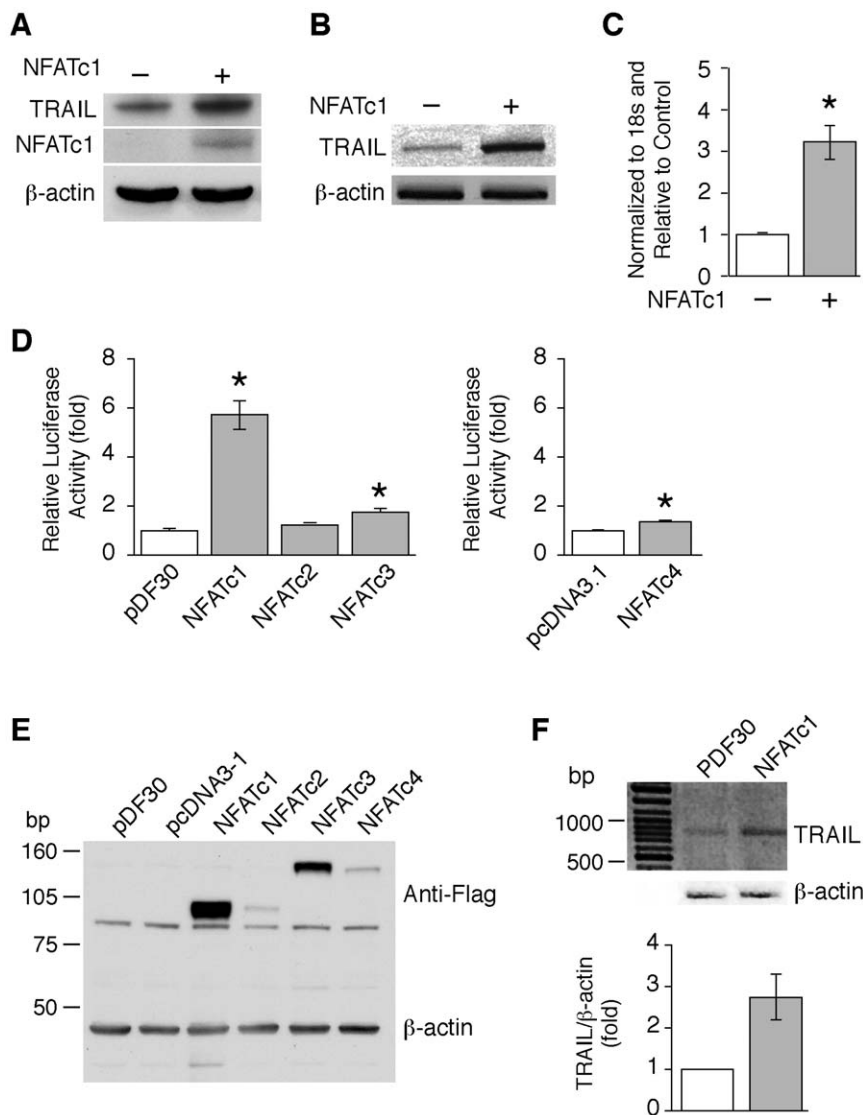 A
NFATc1 − +
TRAIL
NFATc1
β-actin
B
NFATc1 − +
TRAIL
β-actin
C
Normalized to 18s and
Relative to Control
5
4
3
2
1
0
*
NFATc1 − +
D
Relative Luciferase
Activity (fold)
8
6
4
2
0
*
*
pDF30 NFATc1 NFATc2 NFATc3
Relative Luciferase
Activity (fold)
8
6
4
2
0
*
pcDNA3.1 NFATc4
E
pDF30 pcDNA3-1 NFATc1 NFATc2 NFATc3 NFATc4
bp
160
105
75
50
Anti-Flag
β-actin
F
PDF30 NFATc1
bp
1000
500
TRAIL
β-actin
TRAIL/β-actin
(fold)
4
3
2
1
0